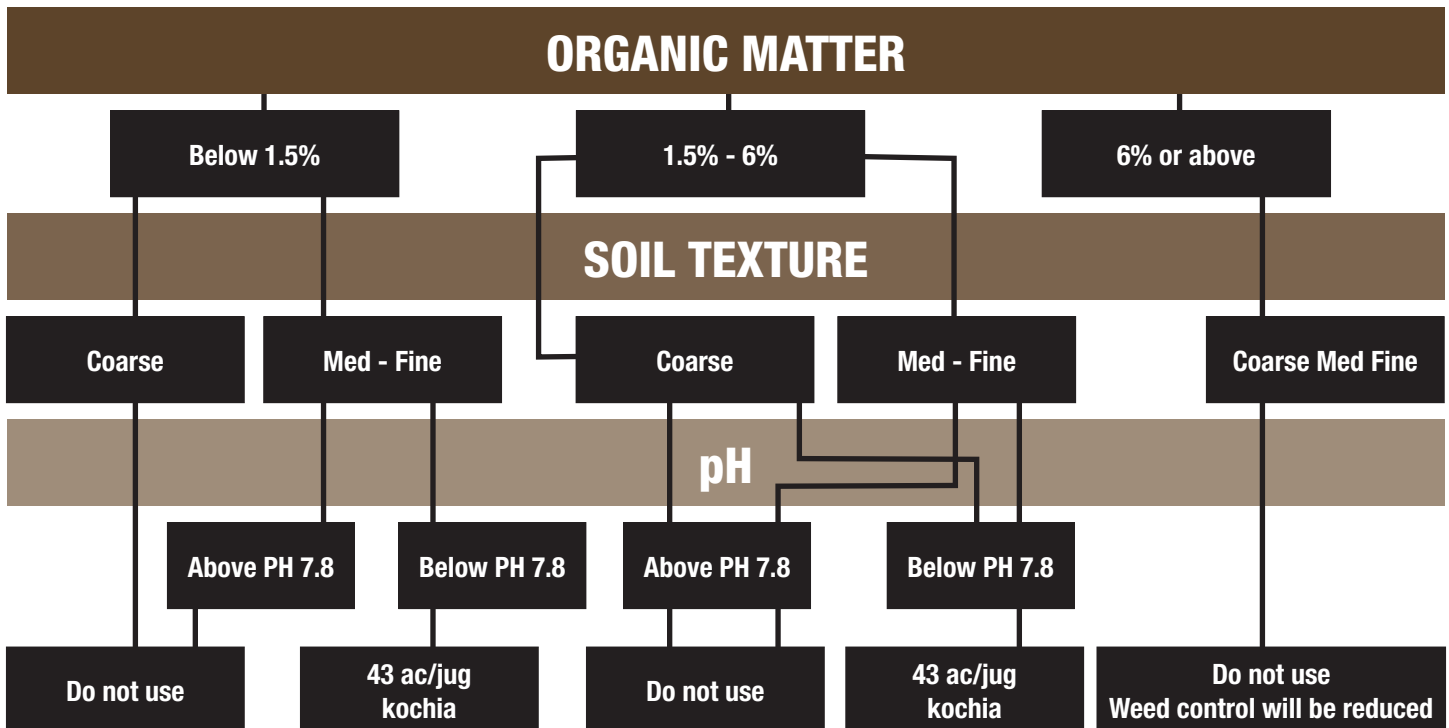 ORGANIC MATTER
Below 1.5%
1.5% - 6%
6% or above
SOIL TEXTURE
Coarse
Med - Fine
Coarse
Med - Fine
Coarse Med Fine
pH
Above PH 7.8
Below PH 7.8
Above PH 7.8
Below PH 7.8
Do not use
43 ac/jug
kochia
Do not use
43 ac/jug
kochia
Do not use
Weed control will be reduced